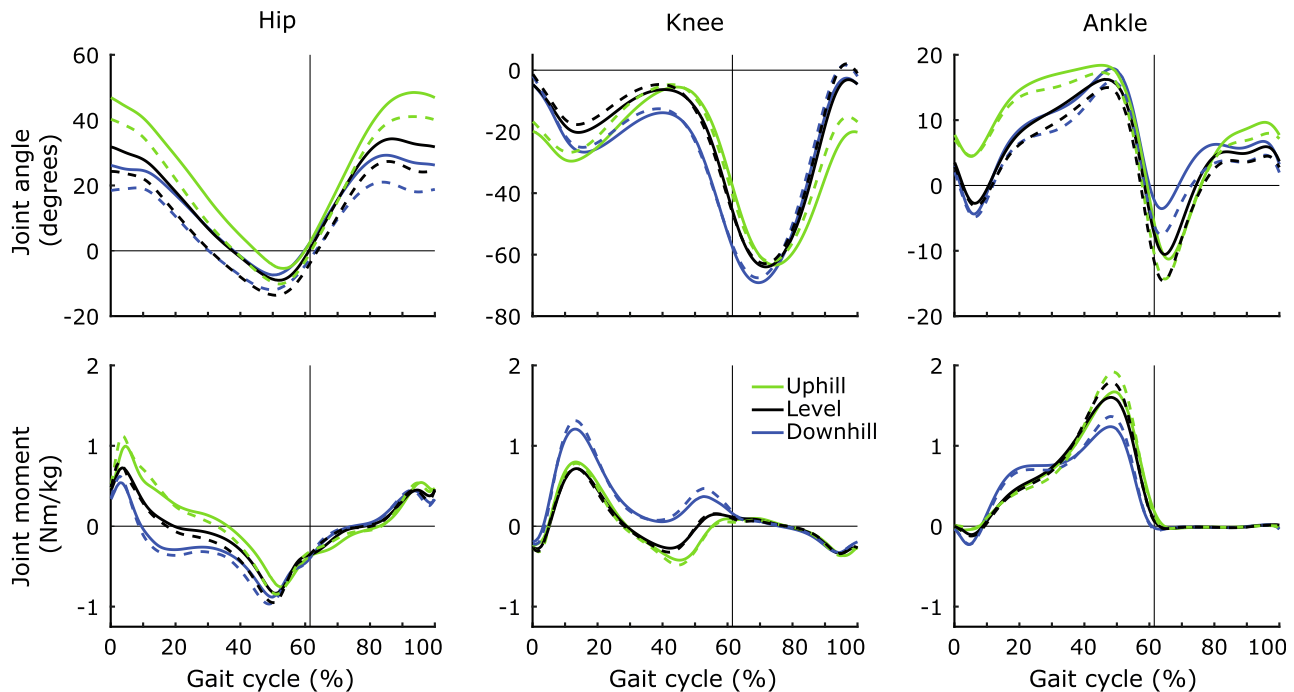 Hip
Knee
Ankle
Joint angle
(degrees)
60
40
20
0
-20
0
-20
-40
-60
-80
20
10
0
-10
-20
Joint moment
(Nm/kg)
2
1
0
-1
2
1
0
-1
2
1
0
-1
Uphill
Level
Downhill
0 20 40 60 80 100
0 20 40 60 80 100
0 20 40 60 80 100
Gait cycle (%)
Gait cycle (%)
Gait cycle (%)